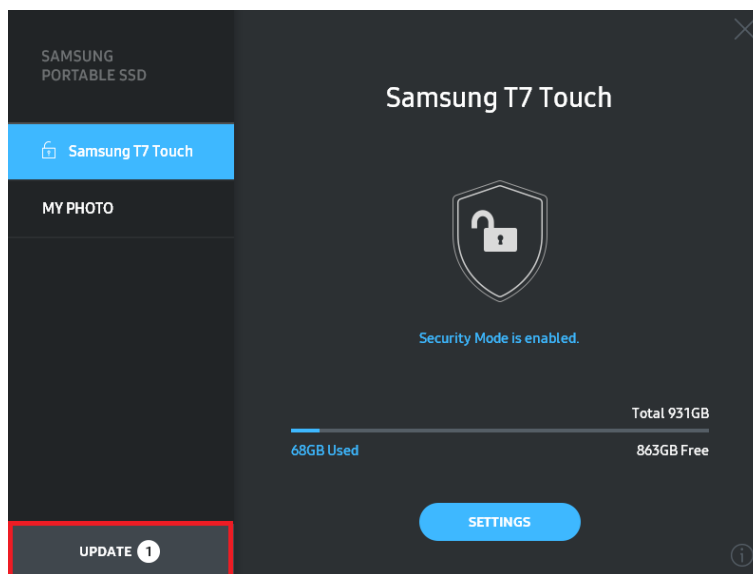 SAMSUNG
PORTABLE SSD
Samsung T7 Touch
MY PHOTO
UPDATE 1
Samsung T7 Touch
Security Mode is enabled.
Total 931GB
68GB Used
863GB Free
SETTINGS